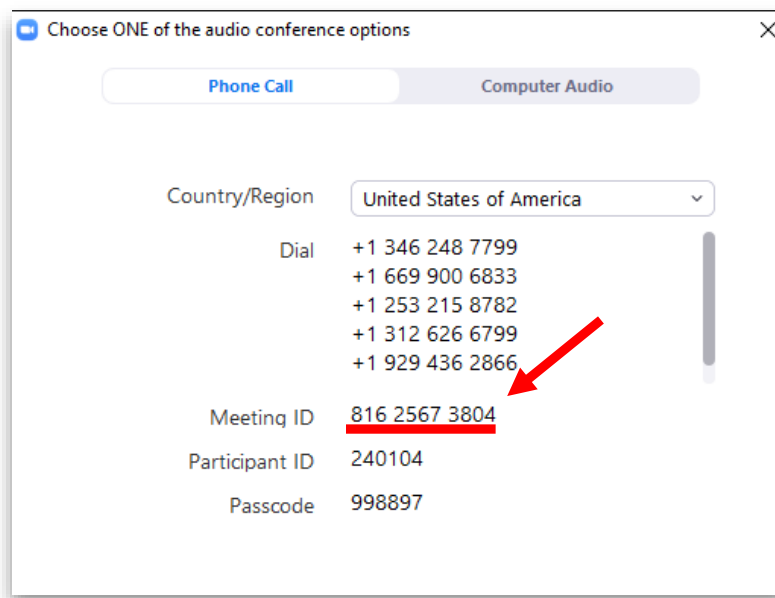 Choose ONE of the audio conference options
Phone Call Computer Audio
Country/Region United States of America
Dial +1 346 248 7799
+1 669 900 6833
+1 253 215 8782
+1 312 626 6799
+1 929 436 2866
Meeting ID 816 2567 3804
Participant ID 240104
Passcode 998897